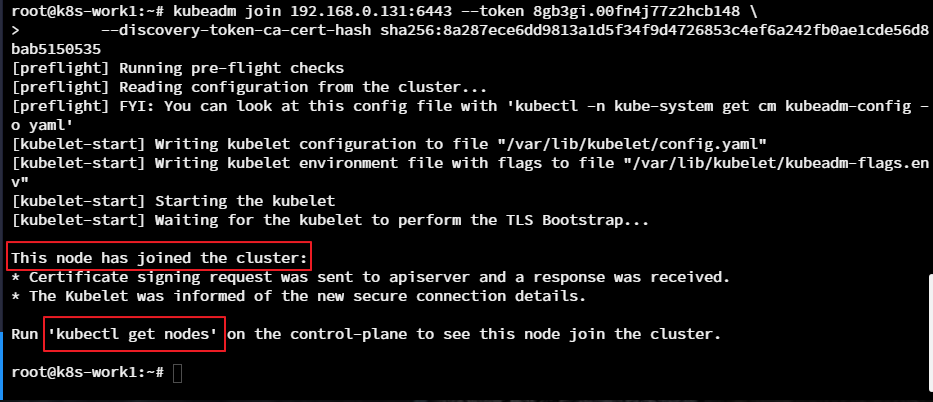 root@k8s-work1:~# kubeadm join 192.168.0.131:6443 --token 8gb3gi.00fn4j77z2hcb148 \
>         --discovery-token-ca-cert-hash sha256:8a287ece6dd9813a1d5f34f9d4726853c4ef6a242fb0ae1cde56d8
bab5150535
[preflight] Running pre-flight checks
[preflight] Reading configuration from the cluster...
[preflight] FYI: You can look at this config file with 'kubectl -n kube-system get cm kubeadm-config -
o yaml'
[kubelet-start] Writing kubelet configuration to file "/var/lib/kubelet/config.yaml"
[kubelet-start] Writing kubelet environment file with flags to file "/var/lib/kubelet/kubeadm-flags.en
v"
[kubelet-start] Starting the kubelet
[kubelet-start] Waiting for the kubelet to perform the TLS Bootstrap...
This node has joined the cluster:
* Certificate signing request was sent to apiserver and a response was received.
* The Kubelet was informed of the new secure connection details.
Run 'kubectl get nodes' on the control-plane to see this node join the cluster.
root@k8s-work1:~#